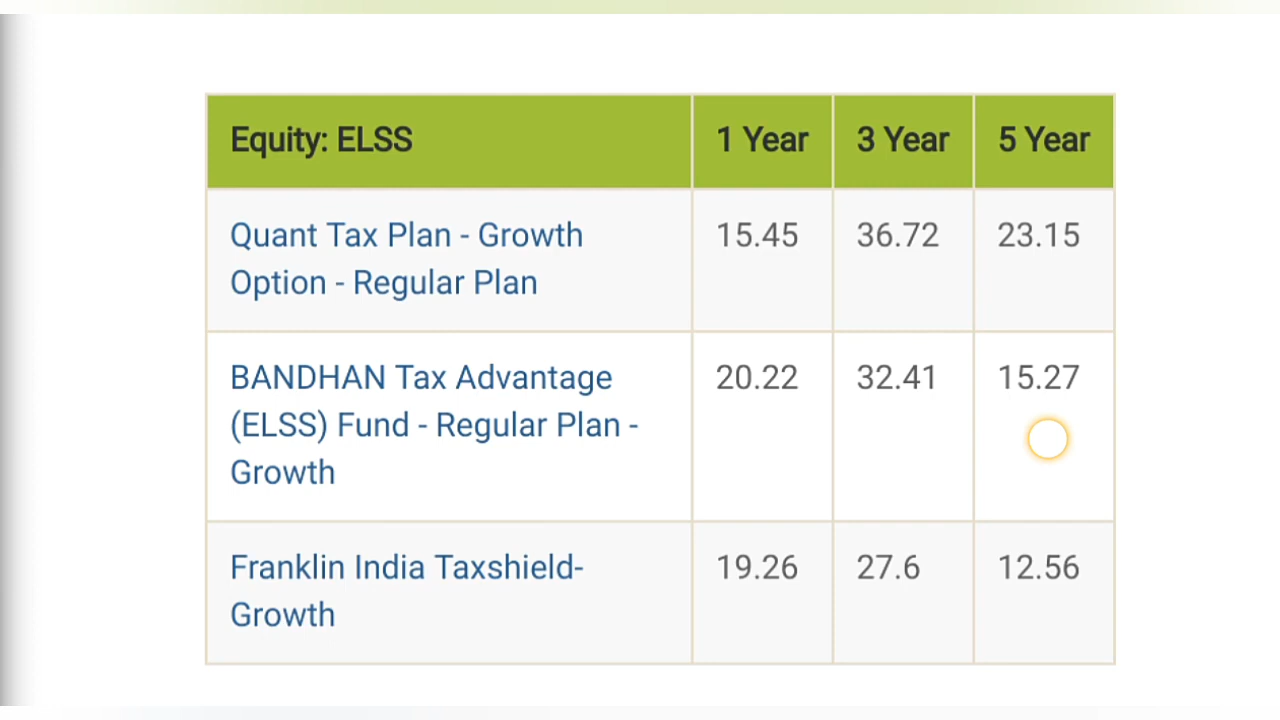 Equity: ELSS 1 Year 3 Year 5 Year
Quant Tax Plan - Growth 15.45 36.72 23.15
Option - Regular Plan
BANDHAN Tax Advantage 20.22 32.41 15.27
(ELSS) Fund - Regular Plan -
Growth
Franklin India Taxshield- 19.26 27.6 12.56
Growth